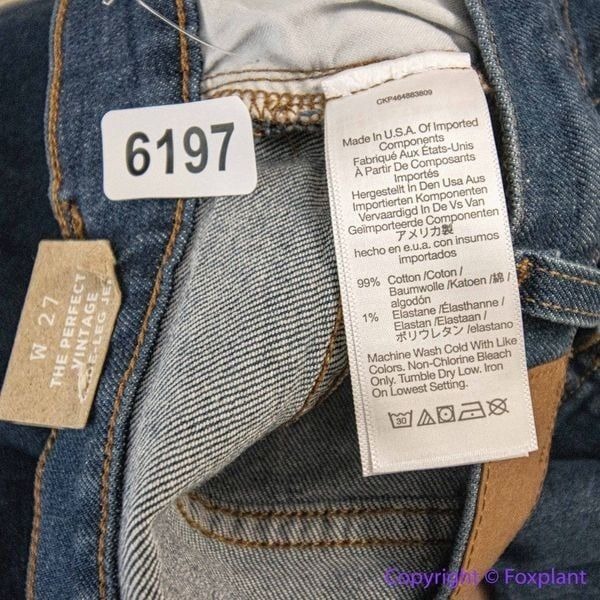 6197
W 27
THE PERFECT
VINTAGE
CKP464883809
Made In U.S.A. Of Imported
Components
Fabriqué Aux États-Unis
À Partir De Composants
Importés
Hergestellt İn Den Usa Aus
Importierten Komponenten
Vervaardigd In De Vs Van
Geïmporteerde Componenten
アメリカ製
hecho en e.u.a. con insumos
importados
99% Cotton /Coton /
Baumwolle /Katoen /綿 /
algodón
1% Elastane /Élasthanne /
Elastan /Elastaan /
ポリウレタン /elastano
Machine Wash Cold With Like
Colors. Non-Chlorine Bleach
Only. Tumble Dry Low. Iron
On Lowest Setting.
30
Copyright © Foxplant